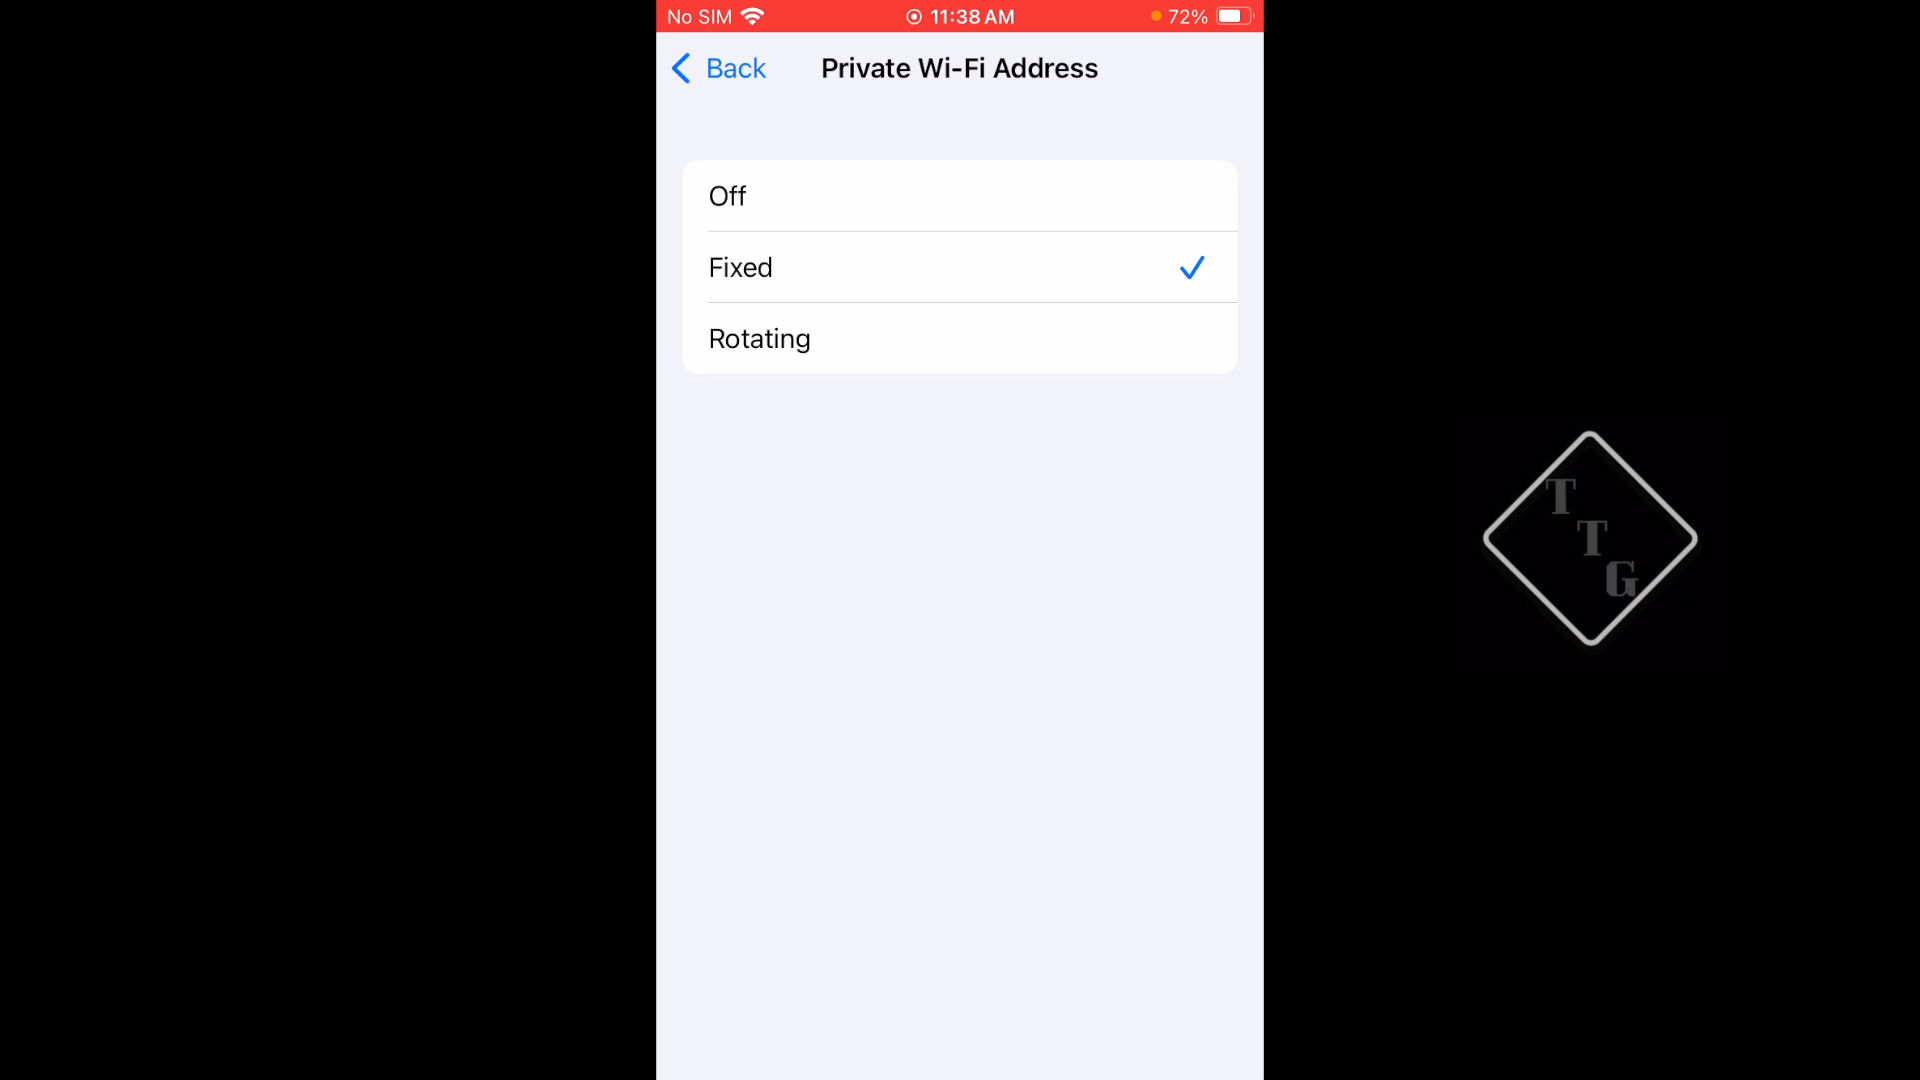 No SIM 11:38 AM 72%
Back Private Wi-Fi Address
Off
Fixed
Rotating
T
T
G